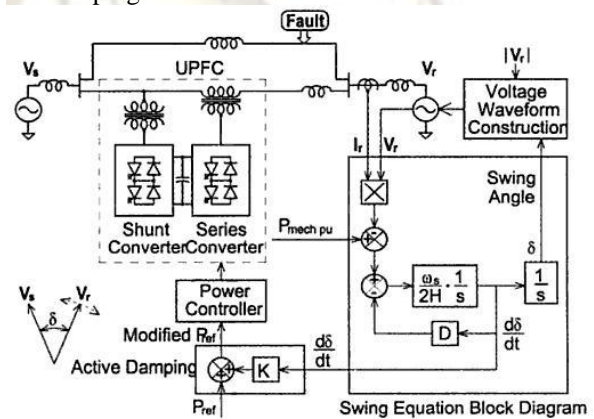 Fault
UPFC
Vs
Vr
|Vr|
Voltage
Waveform
Construction
Ir
Vr
Swing
Angle
δ
Shunt
Converter
Series
Converter
Pmech pu
Power
Controller
ωs
2H
1
s
1
s
D
dδ
dt
Vs
Vr
δ
Modified Pref
Active Damping
K
dδ
dt
Pref
Swing Equation Block Diagram